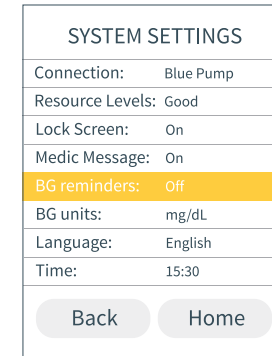 SYSTEM SETTINGS
Connection: Blue Pump
Resource Levels: Good
Lock Screen: On
Medic Message: On
BG reminders: Off
BG units: mg/dL
Language: English
Time: 15:30
Back Home